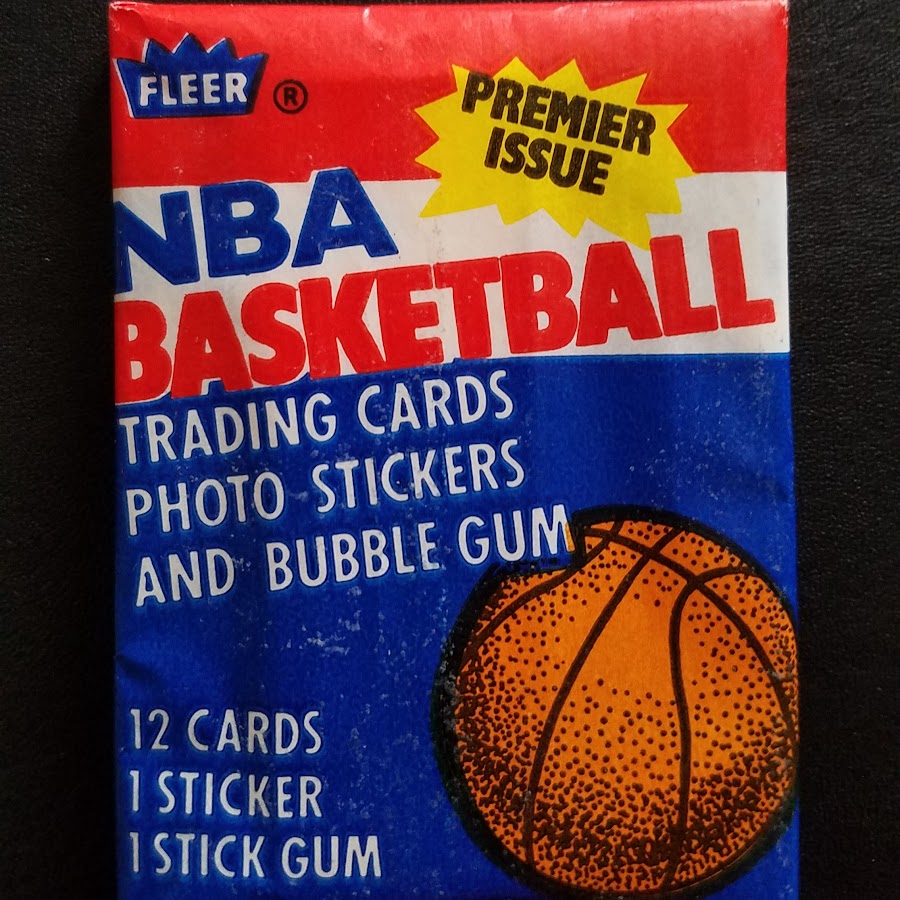 FLEER ®
PREMIER
ISSUE
NBA
BASKETBALL
TRADING CARDS
PHOTO STICKERS
AND BUBBLE GUM
12 CARDS
1 STICKER
1 STICK GUM